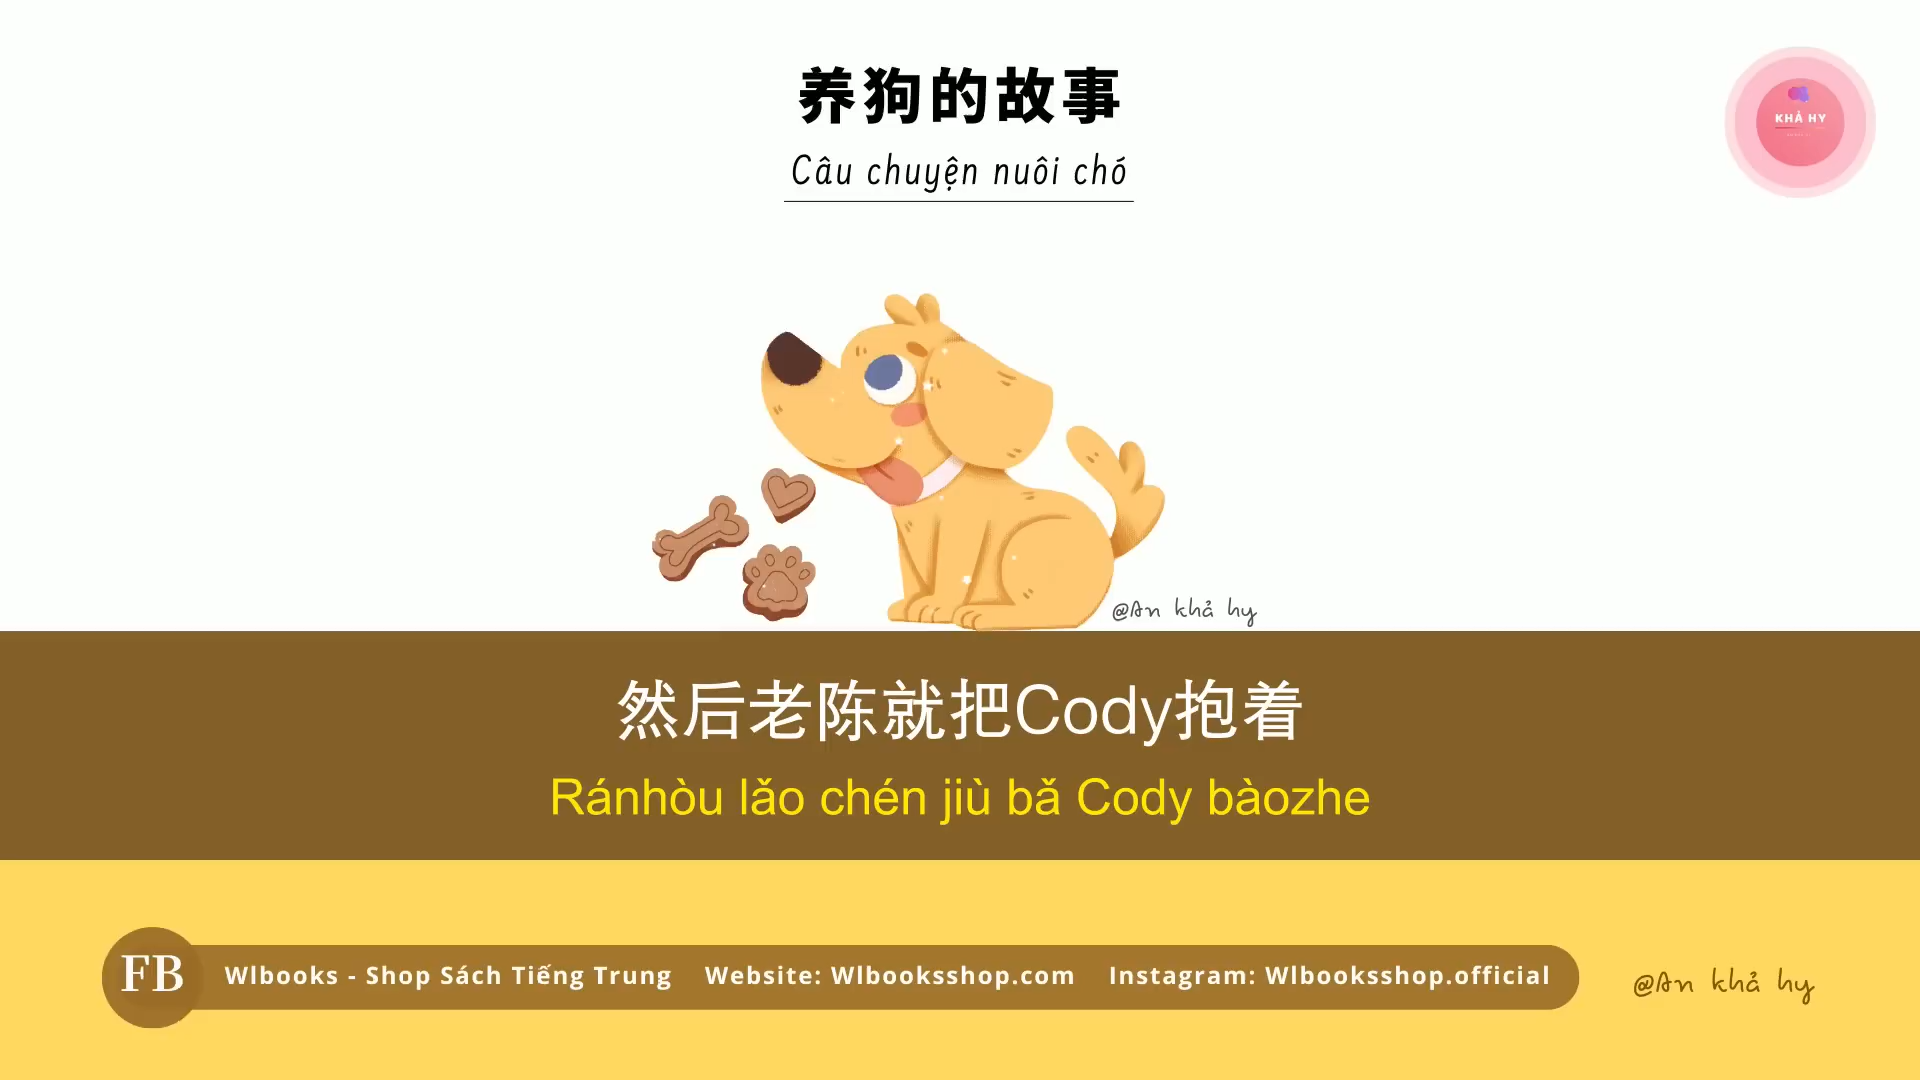 养狗的故事
Câu chuyện nuôi chó
KHẢ HY
@An khả hy
然后老陈就把Cody抱着
Ránhòu lǎo chén jiù bǎ Cody bàozhe
FB Wlbooks - Shop Sách Tiếng Trung Website: Wlbooksshop.com Instagram: Wlbooksshop.official
@An khả hy